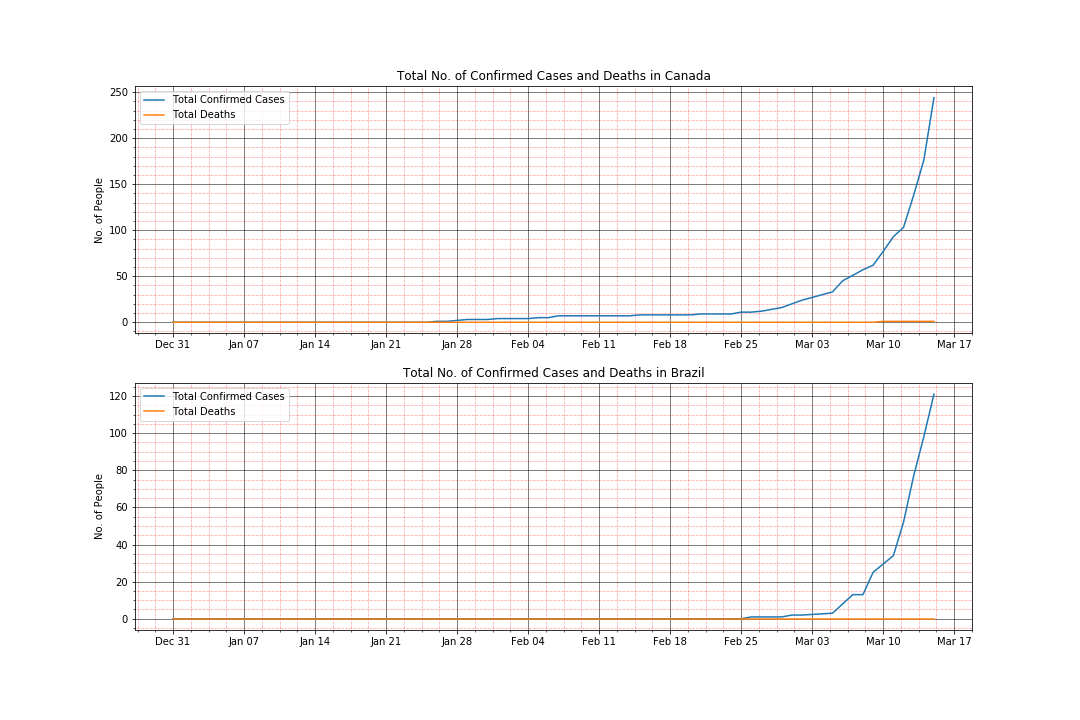 Total No. of Confirmed Cases and Deaths in Canada
250
200
150
100
50
0
No. of People
Total Confirmed Cases
Total Deaths
Dec 31 Jan 07 Jan 14 Jan 21 Jan 28 Feb 04 Feb 11 Feb 18 Feb 25 Mar 03 Mar 10 Mar 17
Total No. of Confirmed Cases and Deaths in Brazil
120
100
80
60
40
20
0
No. of People
Total Confirmed Cases
Total Deaths
Dec 31 Jan 07 Jan 14 Jan 21 Jan 28 Feb 04 Feb 11 Feb 18 Feb 25 Mar 03 Mar 10 Mar 17